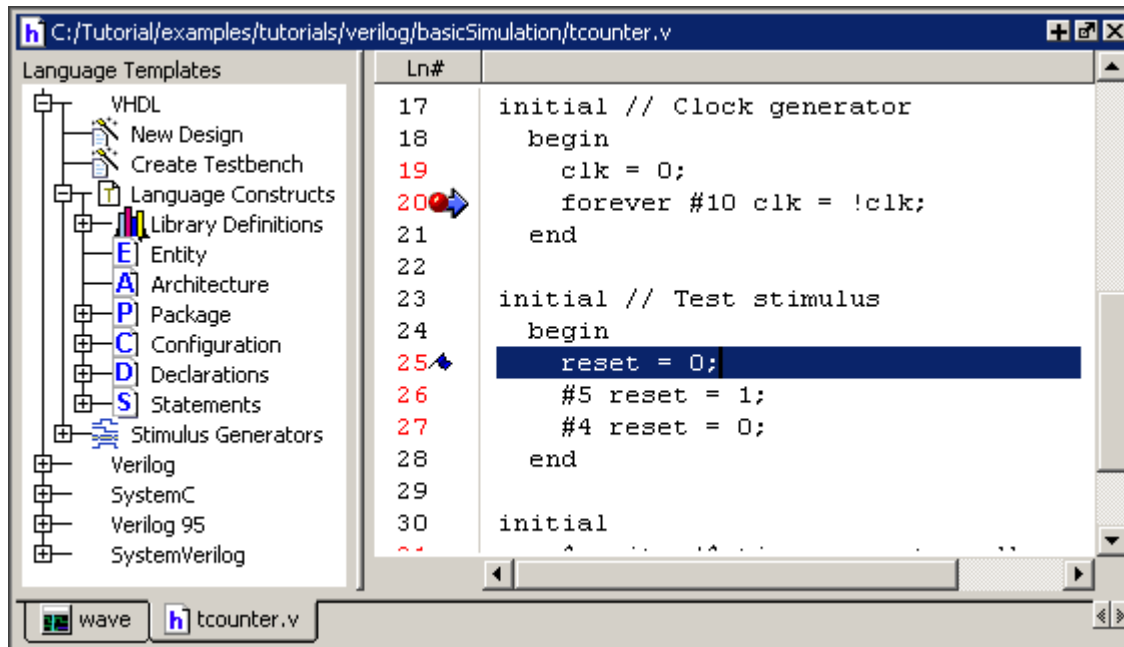 C:/Tutorial/examples/tutorials/verilog/basicSimulation/tcounter.v
Language Templates
VHDL
New Design
Create Testbench
Language Constructs
Library Definitions
E Entity
A Architecture
P Package
C Configuration
D Declarations
S Statements
Stimulus Generators
Verilog
SystemC
Verilog 95
SystemVerilog
Ln#
17 initial // Clock generator
18 begin
19 clk = 0;
20 forever #10 clk = !clk;
21 end
22
23 initial // Test stimulus
24 begin
25 reset = 0;
26 #5 reset = 1;
27 #4 reset = 0;
28 end
29
30 initial
wave
h tcounter.v